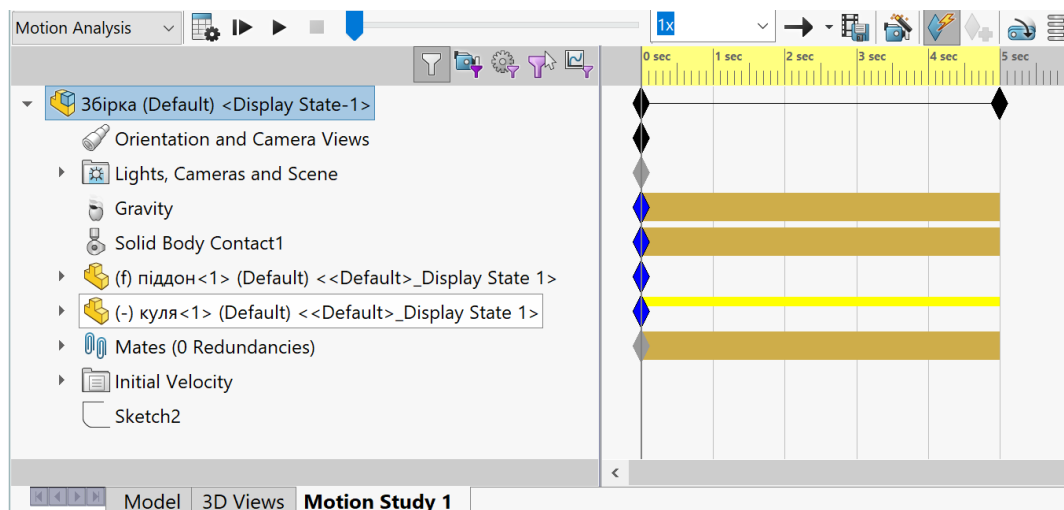 Motion Analysis
1x
0 sec
1 sec
2 sec
3 sec
4 sec
5 sec
Збірка (Default) <Display State-1>
Orientation and Camera Views
Lights, Cameras and Scene
Gravity
Solid Body Contact1
(f) піддон<1> (Default) <<Default>_Display State 1>
(-) куля<1> (Default) <<Default>_Display State 1>
Mates (0 Redundancies)
Initial Velocity
Sketch2
Model
3D Views
Motion Study 1